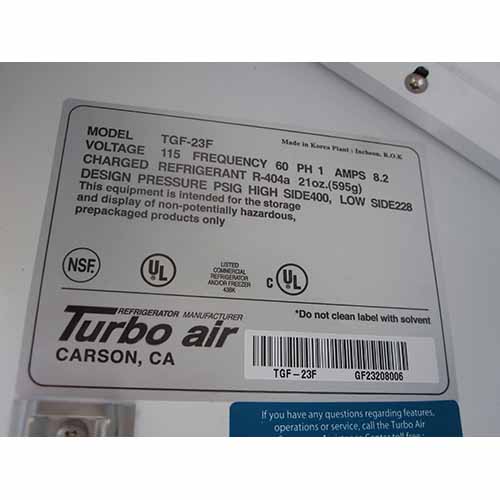 MODEL TGF-23F Made in Korea Plant : Incheon, R.O.K
VOLTAGE 115 FREQUENCY 60 PH 1 AMPS 8.2
CHARGED REFRIGERANT R-404a 21oz.(595g)
DESIGN PRESSURE PSIG HIGH SIDE400, LOW SIDE228
This equipment is intended for the storage
and display of non-potentially hazardous,
prepackaged products only
NSF.
UL
LISTED
COMMERCIAL
REFRIGERATOR
AND/OR FREEZER
43BK
C UL
REFRIGERATOR MANUFACTURER
Turbo air
CARSON, CA
*Do not clean label with solvent
TGF-23F GF23208006
If you have any questions regarding features,
operations or service, call the Turbo Air